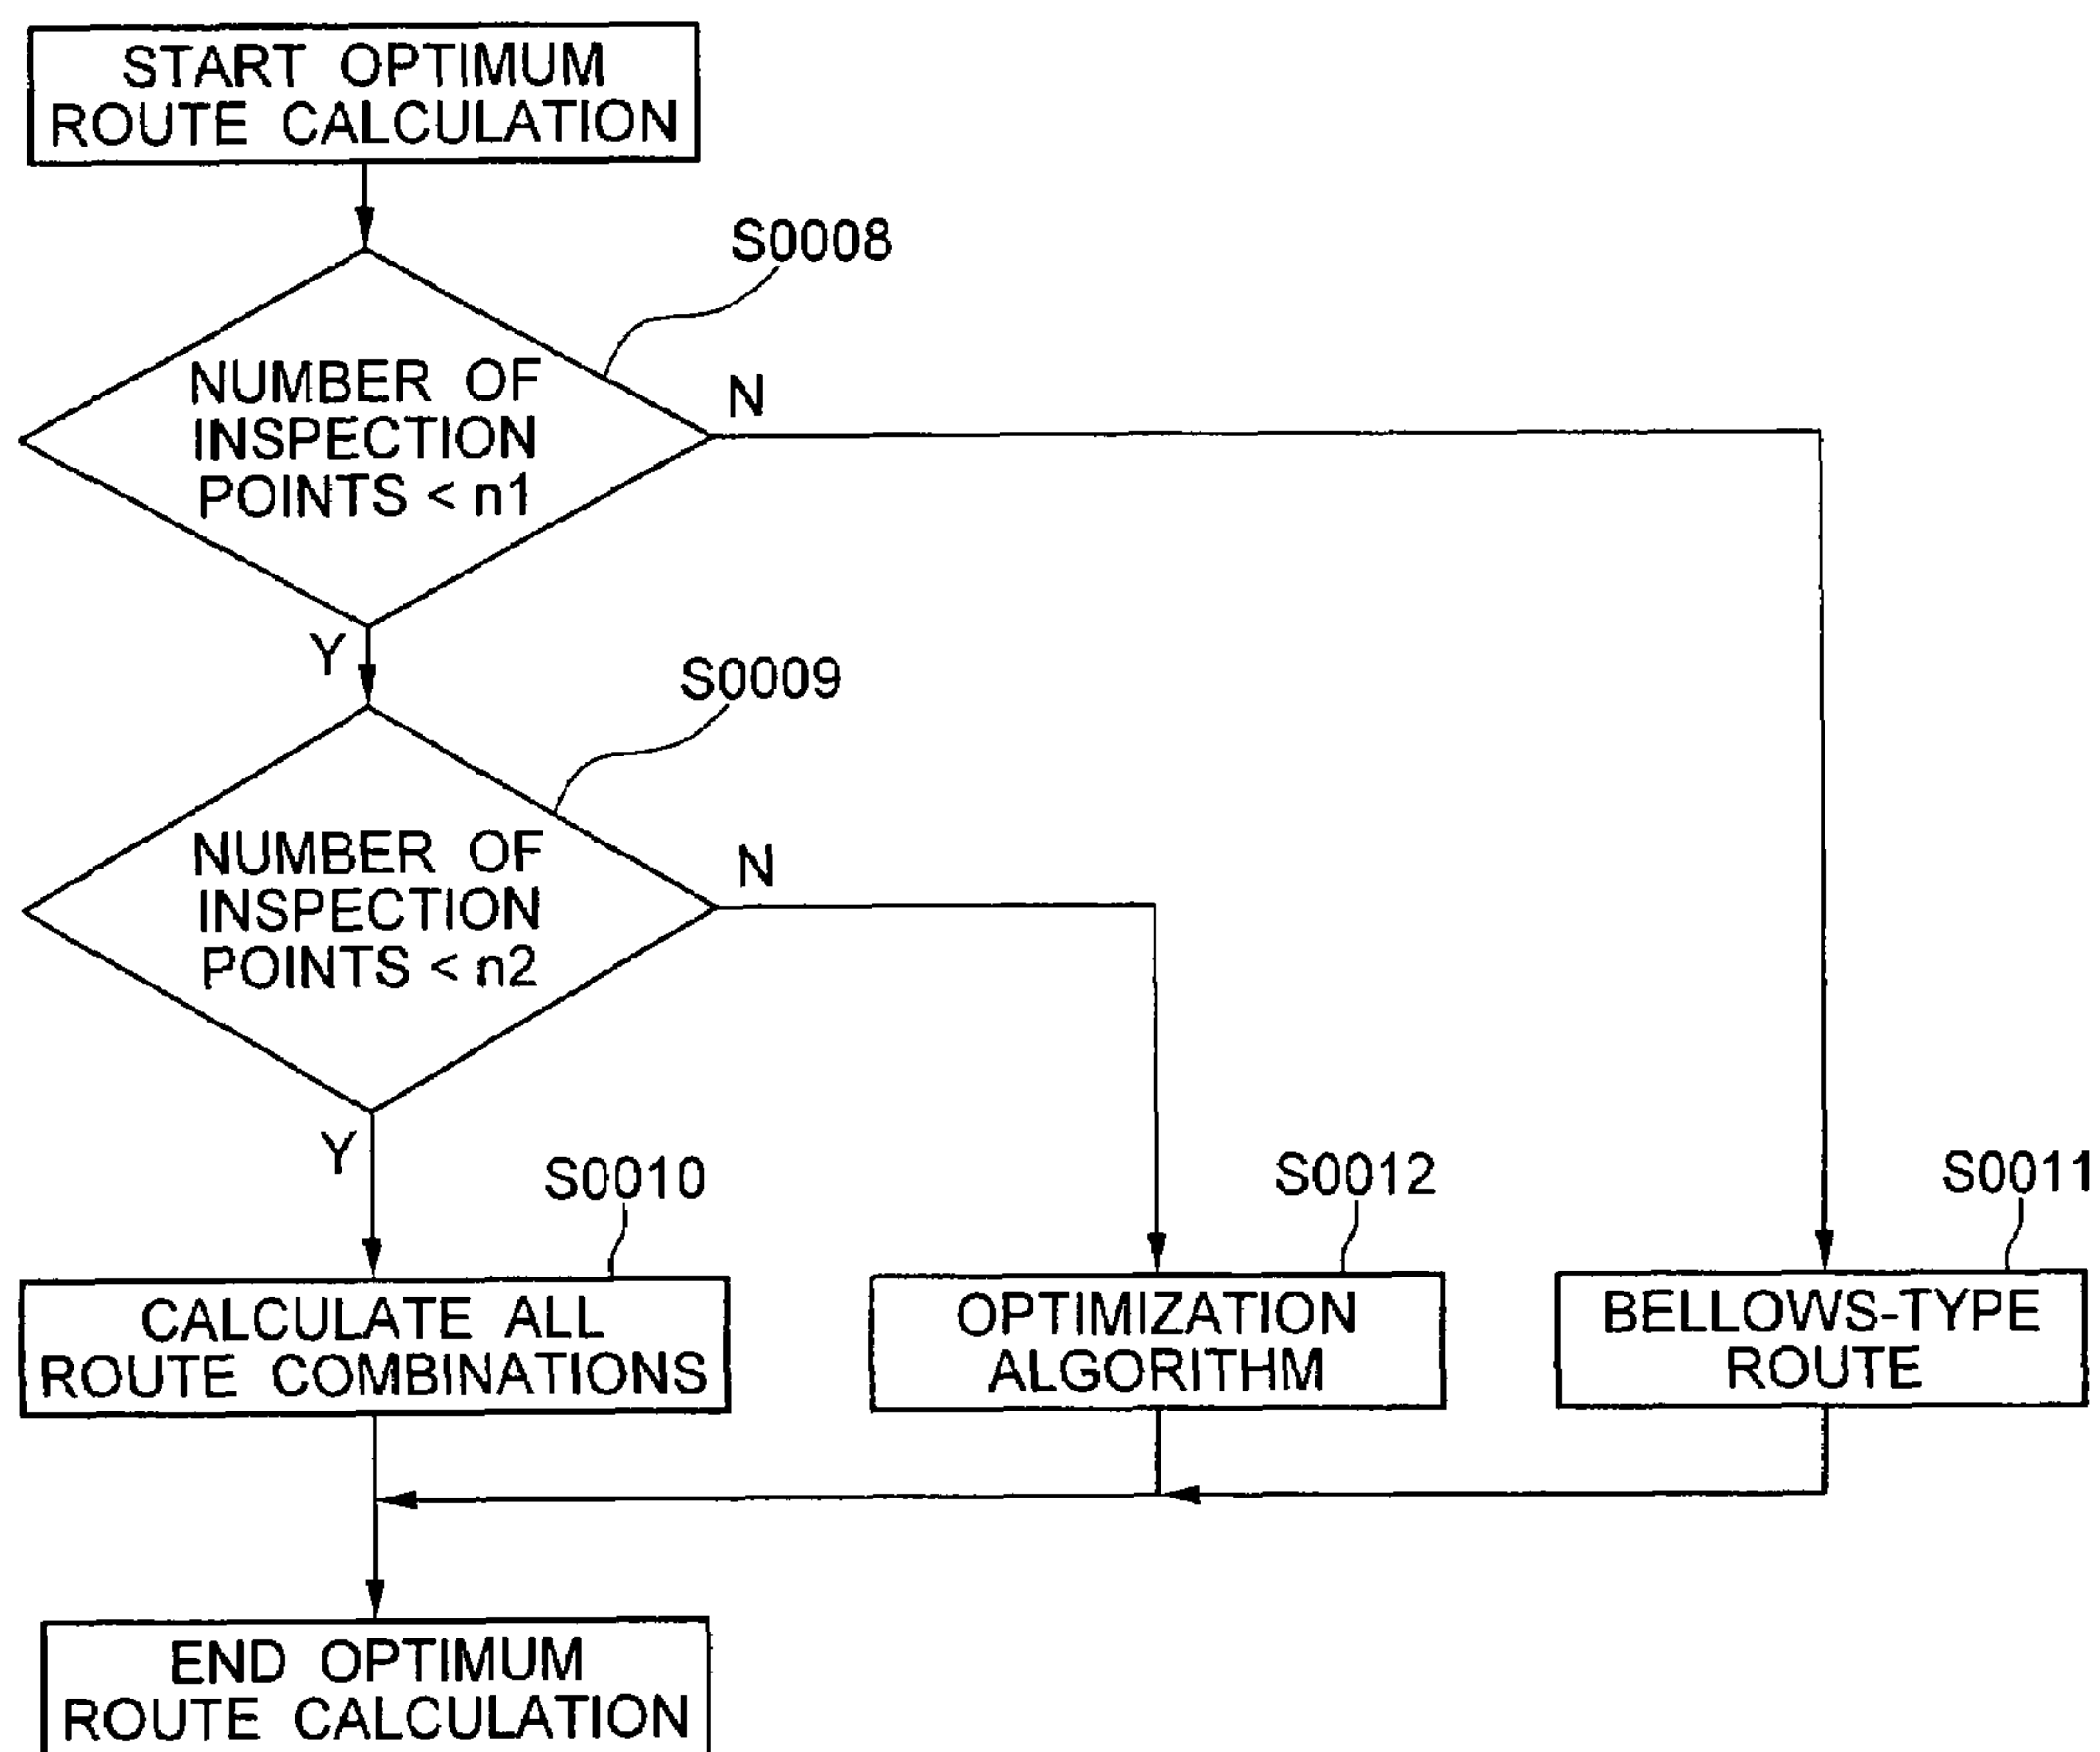 START OPTIMUM
ROUTE CALCULATION
S0008
NUMBER OF
INSPECTION
POINTS < n1
N
Y
S0009
NUMBER OF
INSPECTION
POINTS < n2
N
Y
S0010
S0012
S0011
CALCULATE ALL
ROUTE COMBINATIONS
OPTIMIZATION
ALGORITHM
BELLOWS-TYPE
ROUTE
END OPTIMUM
ROUTE CALCULATION